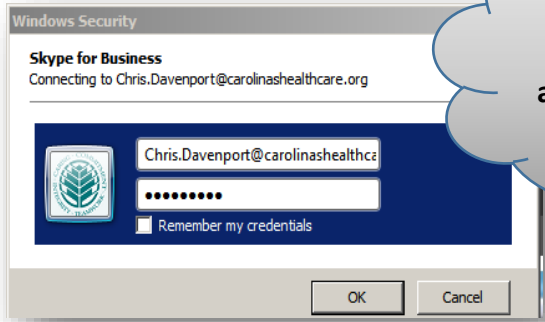 Windows Security
Skype for Business
Connecting to Chris.Davenport@carolinashealthcare.org
Chris.Davenport@carolinashealthca
•••••••••
Remember my credentials
OK
Cancel
a